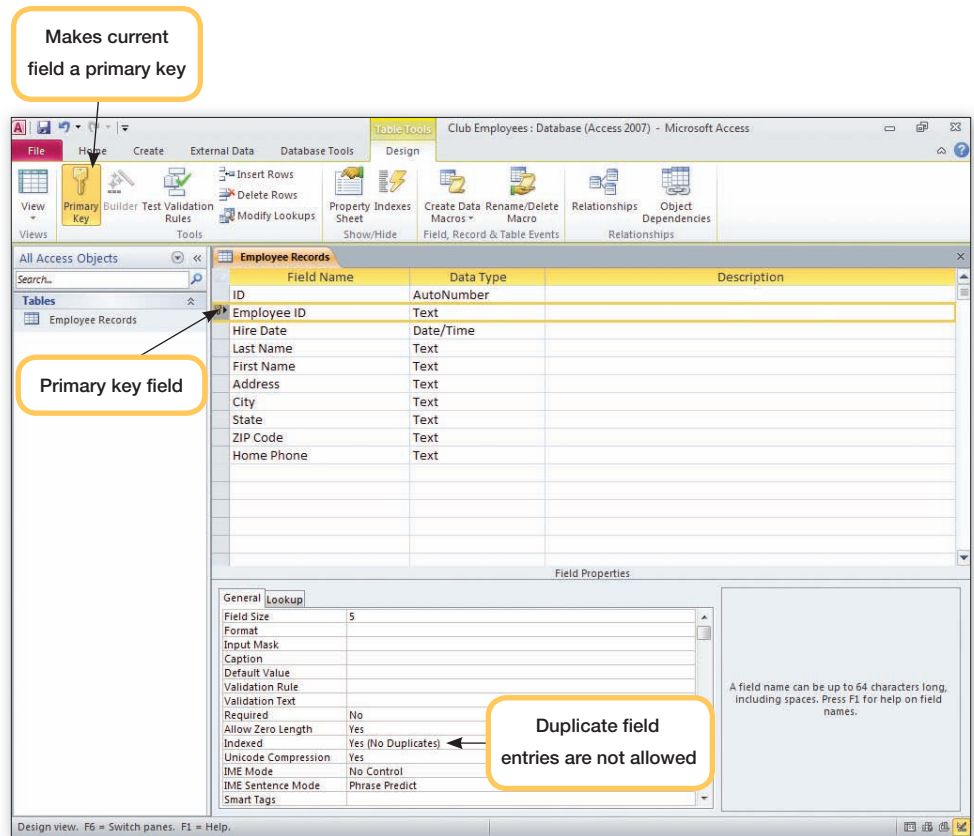 Makes current
field a primary key
Table Tools Club Employees : Database (Access 2007) - Microsoft Access
File Home Create External Data Database Tools Design
View
Primary Key
Builder
Test Validation Rules
Insert Rows
Delete Rows
Modify Lookups
Property Sheet
Indexes
Create Data Macros
Rename/Delete Macro
Relationships
Object Dependencies
Views Tools Show/Hide Field, Record & Table Events Relationships
All Access Objects
Search...
Tables
Employee Records
Employee Records
Field Name Data Type Description
ID AutoNumber
Employee ID Text
Hire Date Date/Time
Last Name Text
First Name Text
Address Text
City Text
State Text
ZIP Code Text
Home Phone Text
Primary key field
Field Properties
General Lookup
Field Size 5
Format
Input Mask
Caption
Default Value
Validation Rule
Validation Text
Required No
Allow Zero Length Yes
Indexed Yes (No Duplicates)
Unicode Compression Yes
IME Mode No Control
IME Sentence Mode Phrase Predict
Smart Tags
Duplicate field
entries are not allowed
A field name can be up to 64 characters long,
including spaces. Press F1 for help on field
names.
Design view. F6 = Switch panes. F1 = Help.